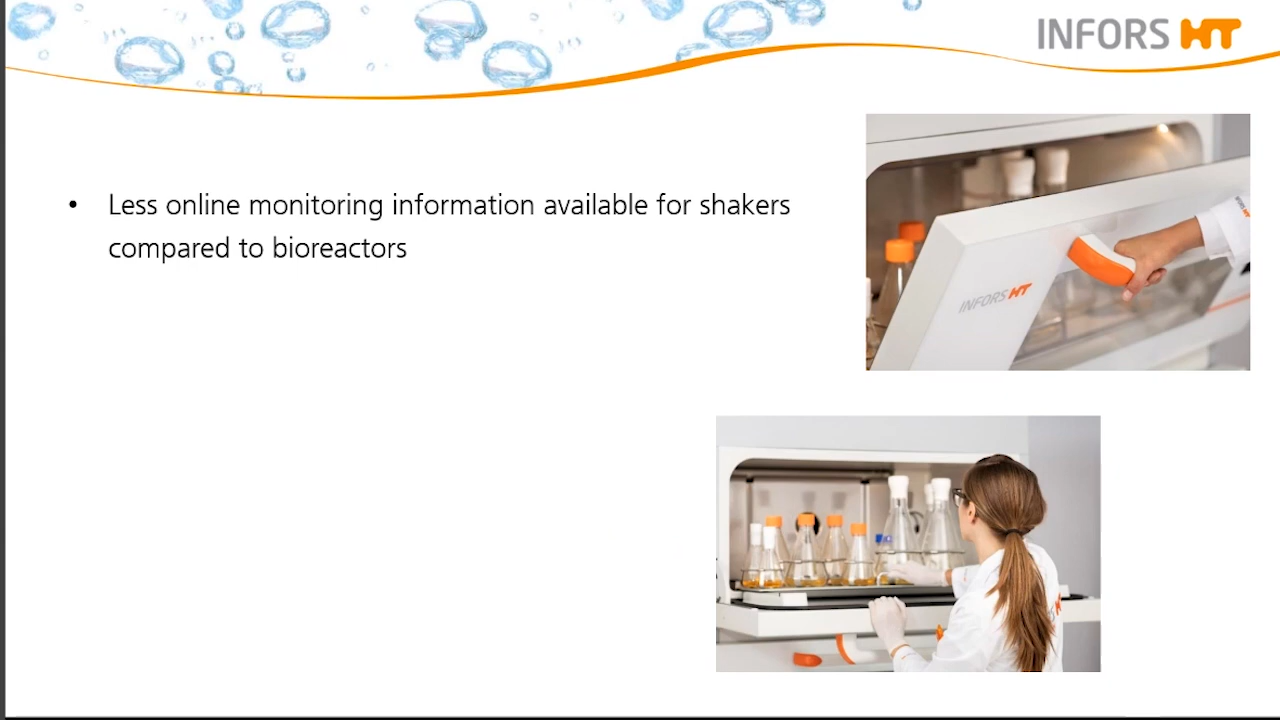 INFORS HT
• Less online monitoring information available for shakers
compared to bioreactors
INFORS HT